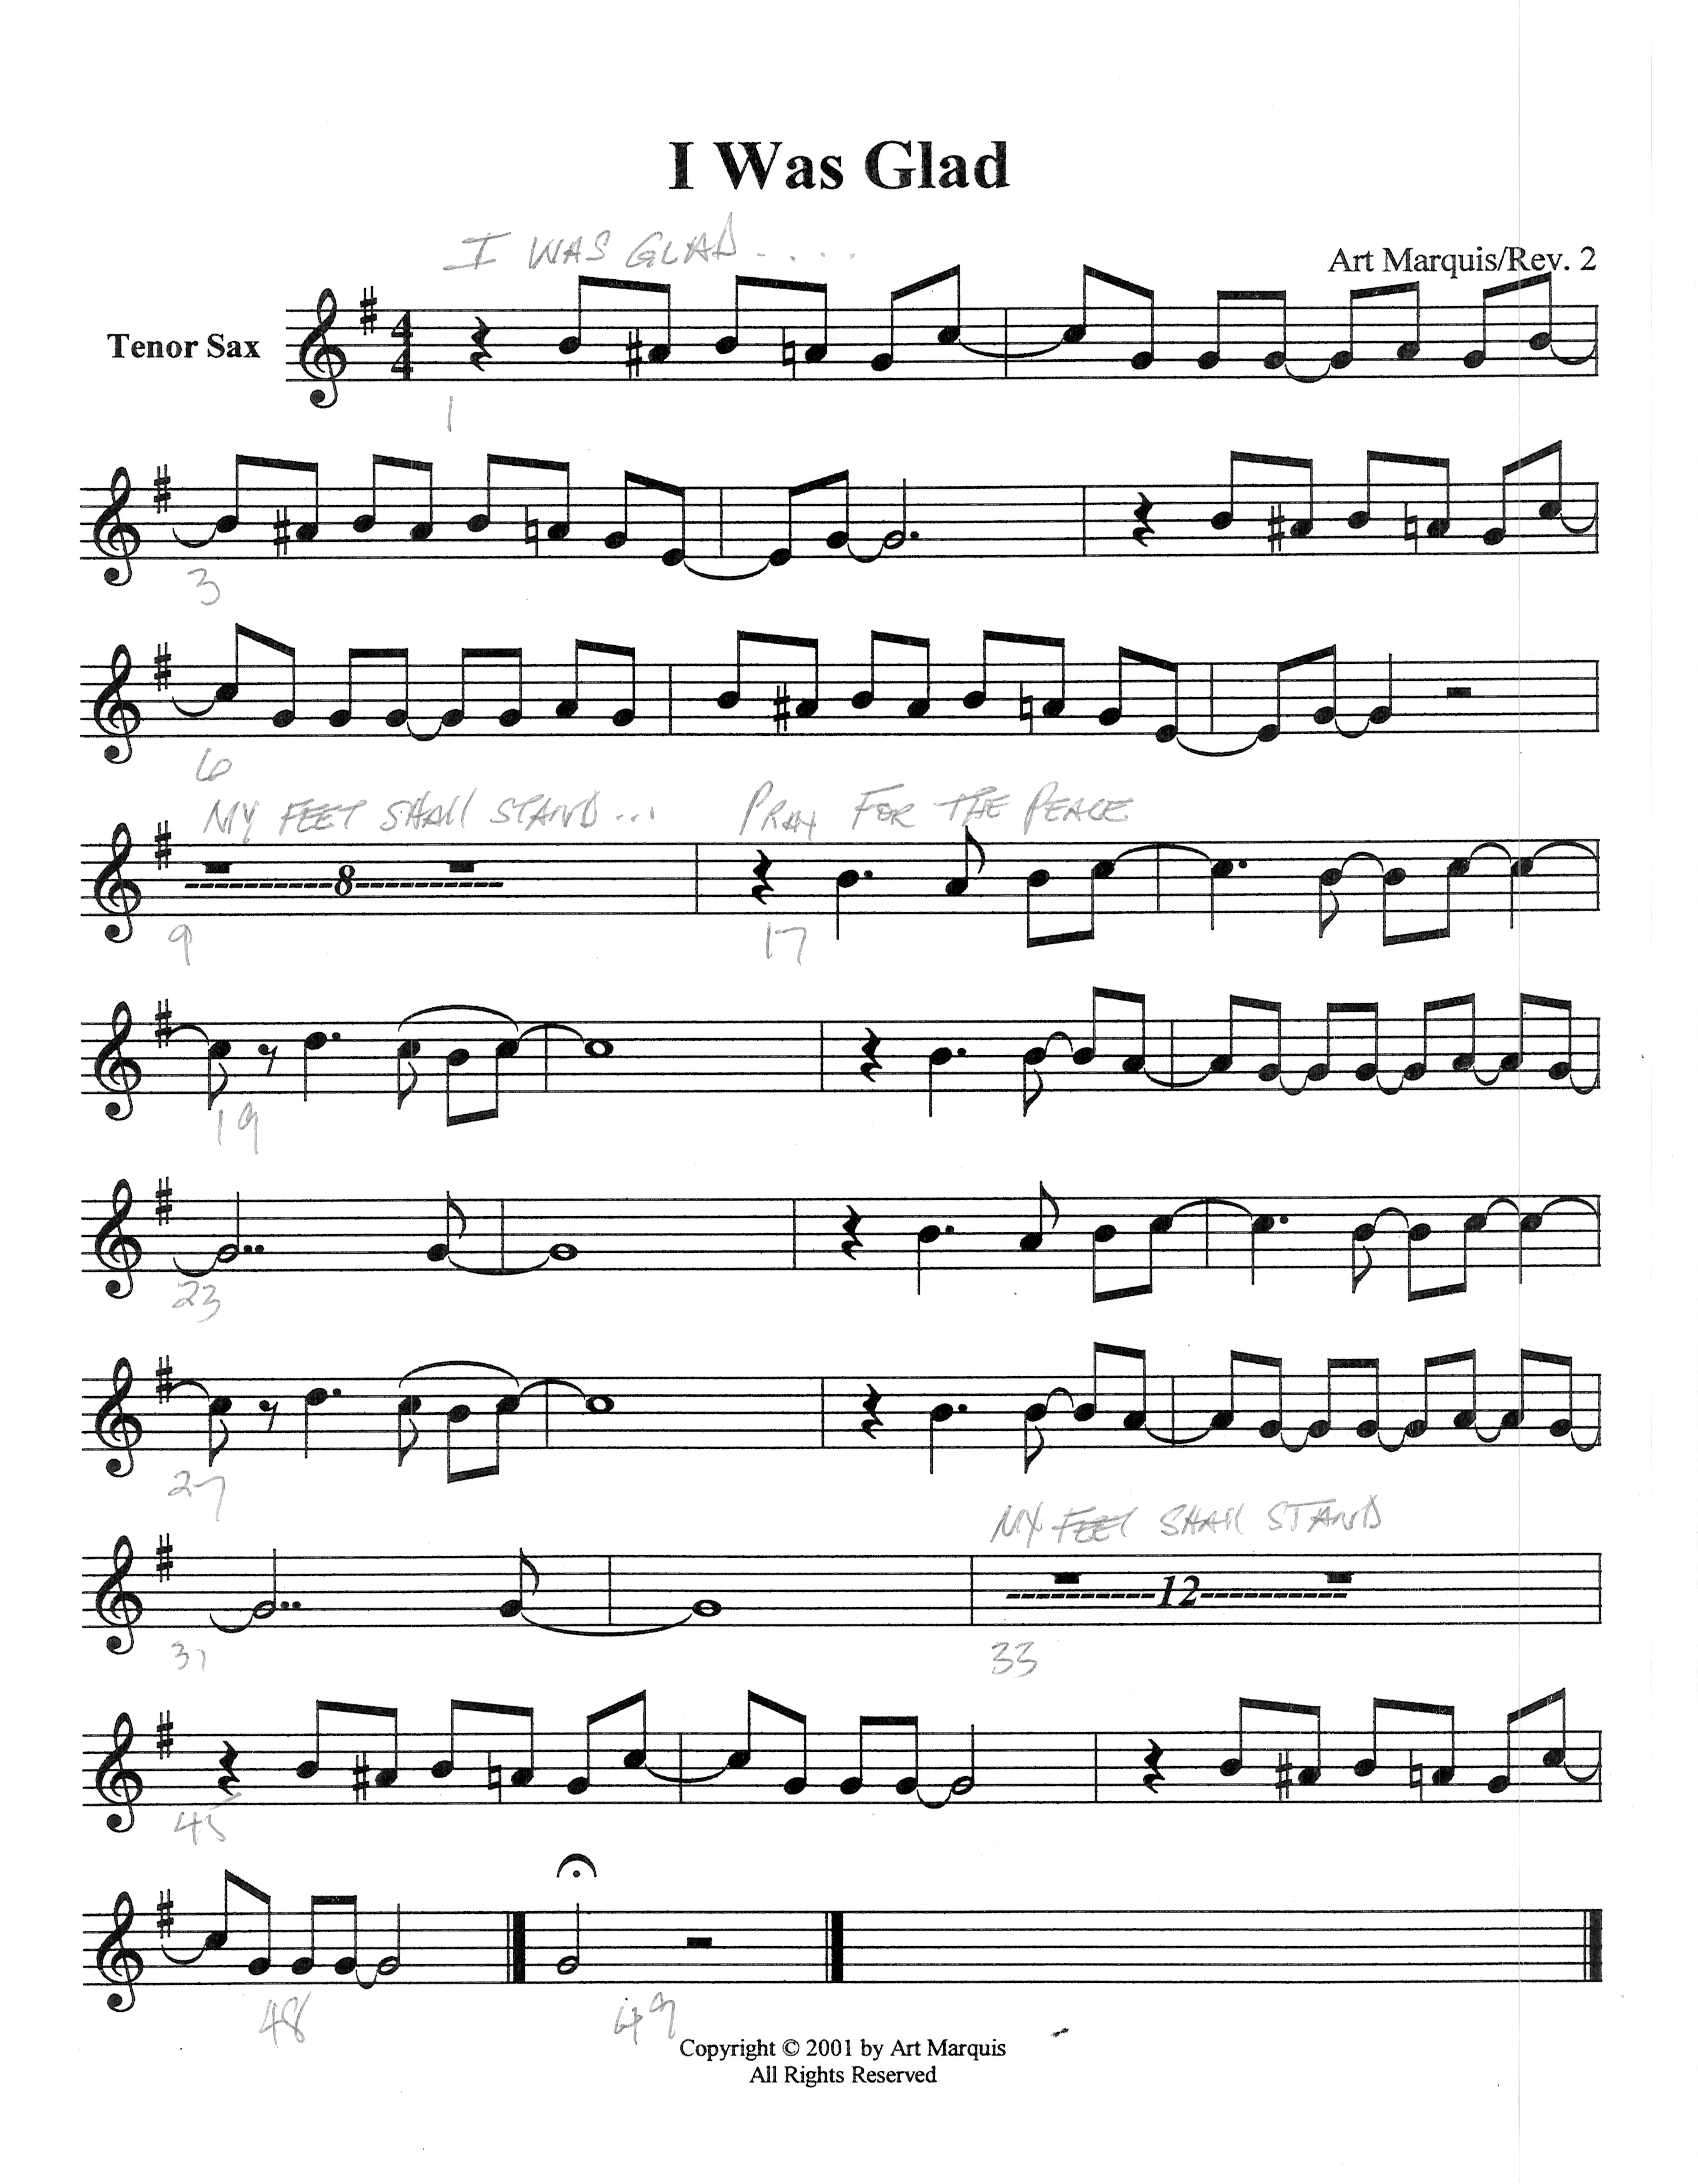 I Was Glad
I WAS GLAD.....
Art Marquis/Rev. 2
Tenor Sax
4
4
1
3
6
MY FEET SHALL STAND... PRAY FOR THE PEACE
8
9 17
19
23
27
MY FEET SHALL STAND
12
31 33
45
48 49
Copyright © 2001 by Art Marquis
All Rights Reserved